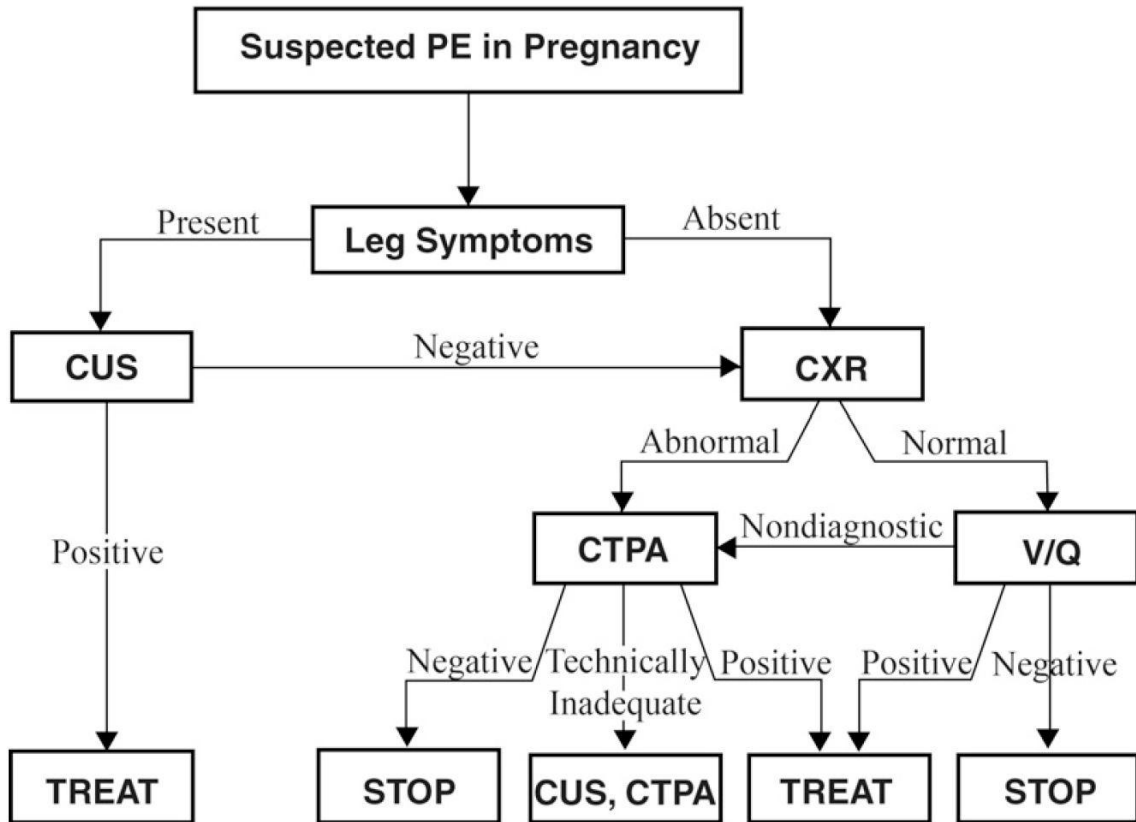 Suspected PE in Pregnancy
Present
Absent
Leg Symptoms
CUS
Negative
CXR
Abnormal
Normal
Positive
CTPA
Nondiagnostic
V/Q
Negative
Technically
Inadequate
Positive
Positive
Negative
TREAT
STOP
CUS, CTPA
TREAT
STOP